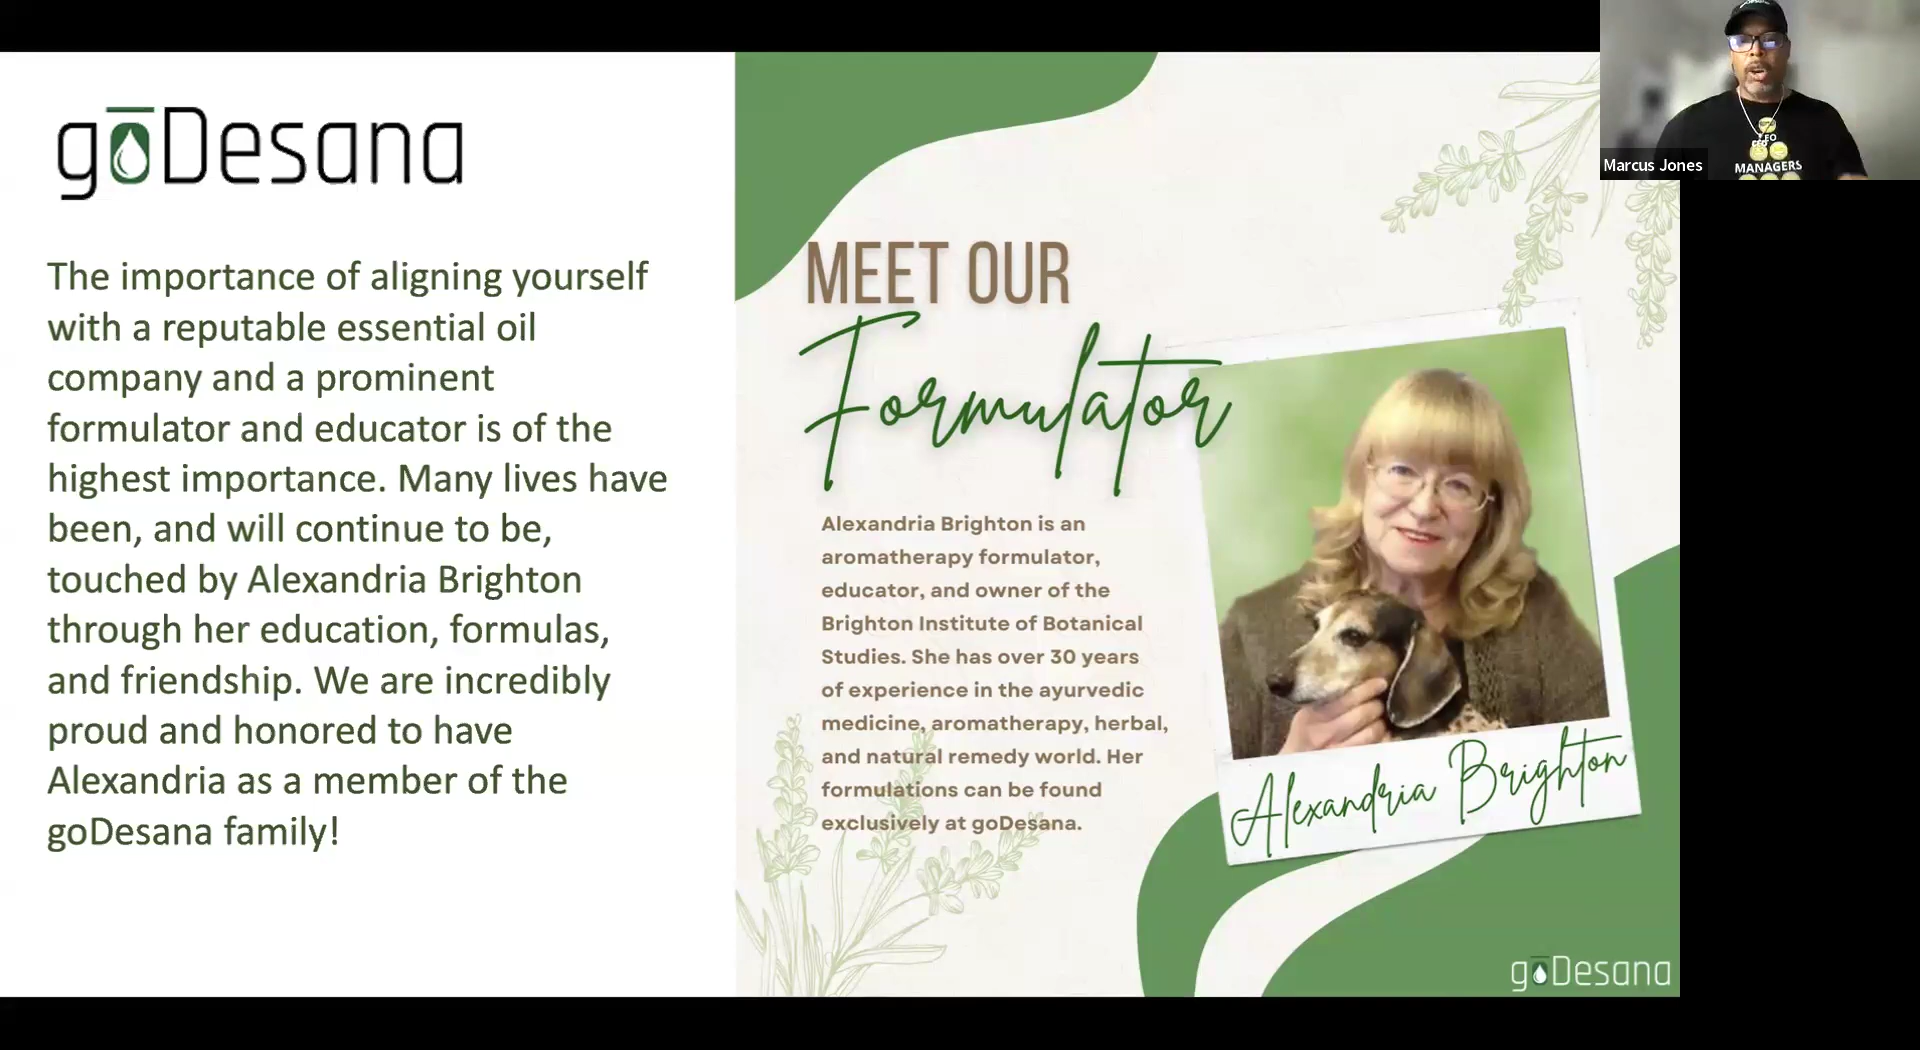 gōDesana
The importance of aligning yourself
with a reputable essential oil
company and a prominent
formulator and educator is of the
highest importance. Many lives have
been, and will continue to be,
touched by Alexandria Brighton
through her education, formulas,
and friendship. We are incredibly
proud and honored to have
Alexandria as a member of the
goDesana family!
MEET OUR
Formulator
Alexandria Brighton is an
aromatherapy formulator,
educator, and owner of the
Brighton Institute of Botanical
Studies. She has over 30 years
of experience in the ayurvedic
medicine, aromatherapy, herbal,
and natural remedy world. Her
formulations can be found
exclusively at goDesana.
Alexandria Brighton
gōDesana
Marcus Jones
MANAGERS